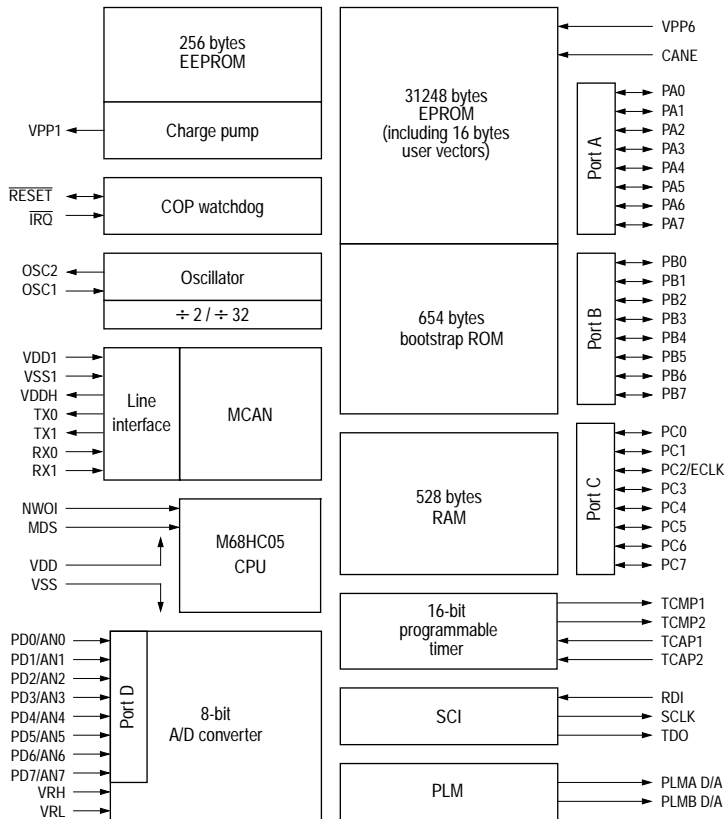 256 bytes
EEPROM
Charge pump
VPP1
RESET
IRQ
COP watchdog
OSC2
OSC1
Oscillator
÷ 2 / ÷ 32
VDD1
VSS1
VDDH
TX0
TX1
RX0
RX1
Line
interface
MCAN
NWOI
MDS
VDD
VSS
M68HC05
CPU
PD0/AN0
PD1/AN1
PD2/AN2
PD3/AN3
PD4/AN4
PD5/AN5
PD6/AN6
PD7/AN7
VRH
VRL
Port D
8-bit
A/D converter
31248 bytes
EPROM
(including 16 bytes
user vectors)
654 bytes
bootstrap ROM
528 bytes
RAM
16-bit
programmable
timer
SCI
PLM
VPP6
CANE
Port A
PA0
PA1
PA2
PA3
PA4
PA5
PA6
PA7
Port B
PB0
PB1
PB2
PB3
PB4
PB5
PB6
PB7
Port C
PC0
PC1
PC2/ECLK
PC3
PC4
PC5
PC6
PC7
TCMP1
TCMP2
TCAP1
TCAP2
RDI
SCLK
TDO
PLMA D/A
PLMB D/A